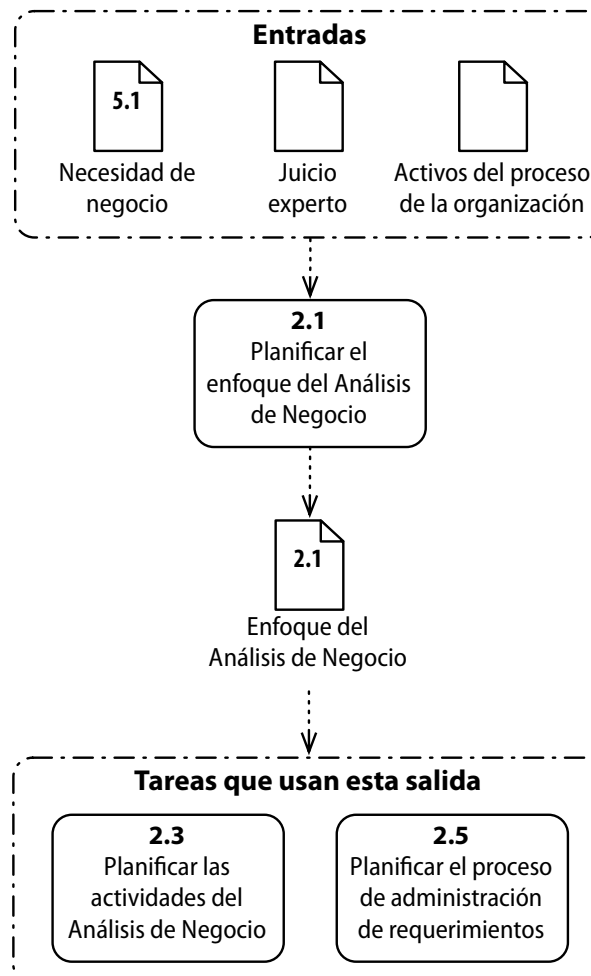 Entradas
5.1
Necesidad de
negocio
Juicio
experto
Activos del proceso
de la organización
2.1
Planificar el
enfoque del Análisis
de Negocio
2.1
Enfoque del
Análisis de Negocio
Tareas que usan esta salida
2.3
Planificar las
actividades del
Análisis de Negocio
2.5
Planificar el proceso
de administración
de requerimientos